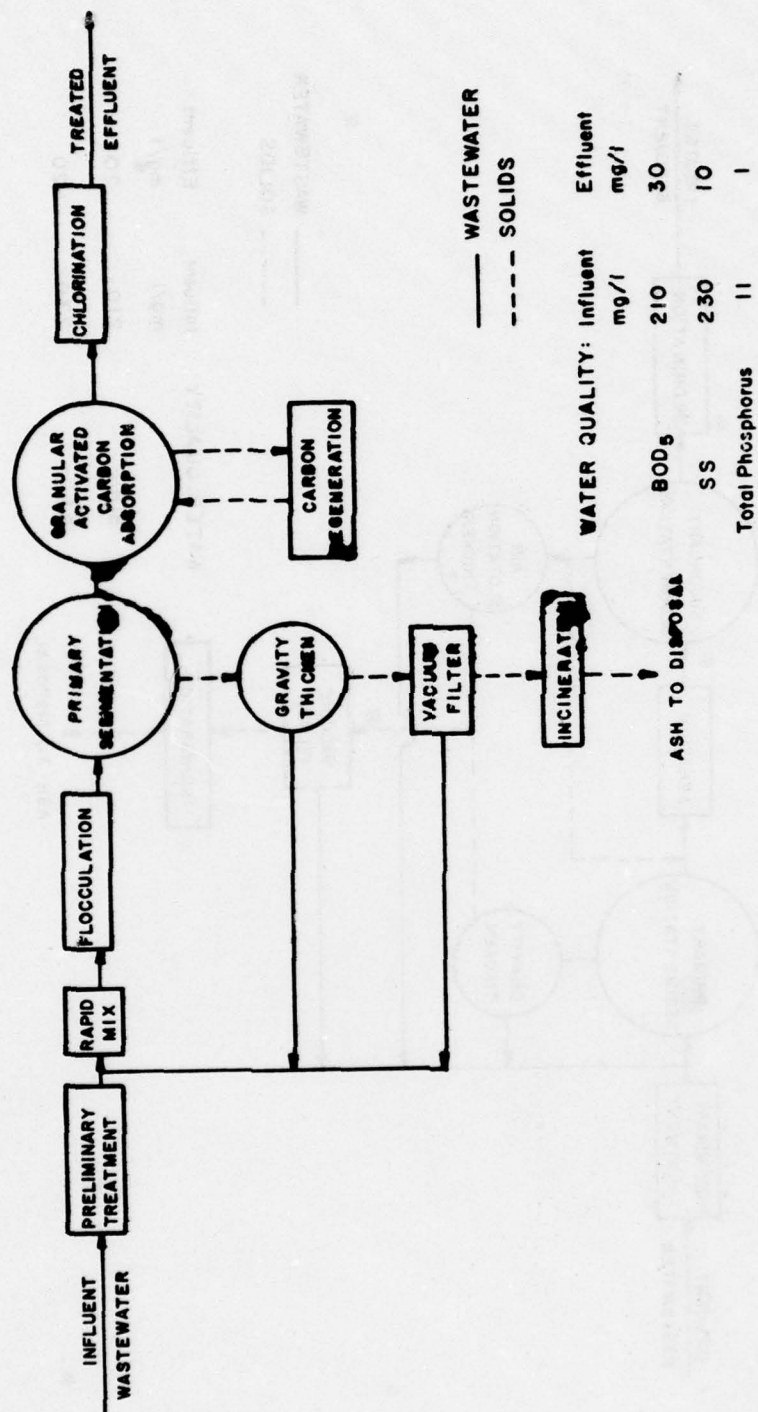 INFLUENT
WASTEWATER
PRELIMINARY
TREATMENT
RAPID
MIX
FLOCCULATION
PRIMARY
GRANULAR
ACTIVATED
CARBON
ADSORPTION
CHLORINATION
TREATED
EFFLUENT
GRAVITY
THICKEN
CARBON
REGENERATION
VACUUM
FILTER
INCINERATION
ASH TO DISPOSAL
WASTEWATER
SOLIDS
WATER QUALITY: Influent Effluent
mg/l mg/l
BOD5 210 30
SS 230 10
Total Phosphorus 11 1